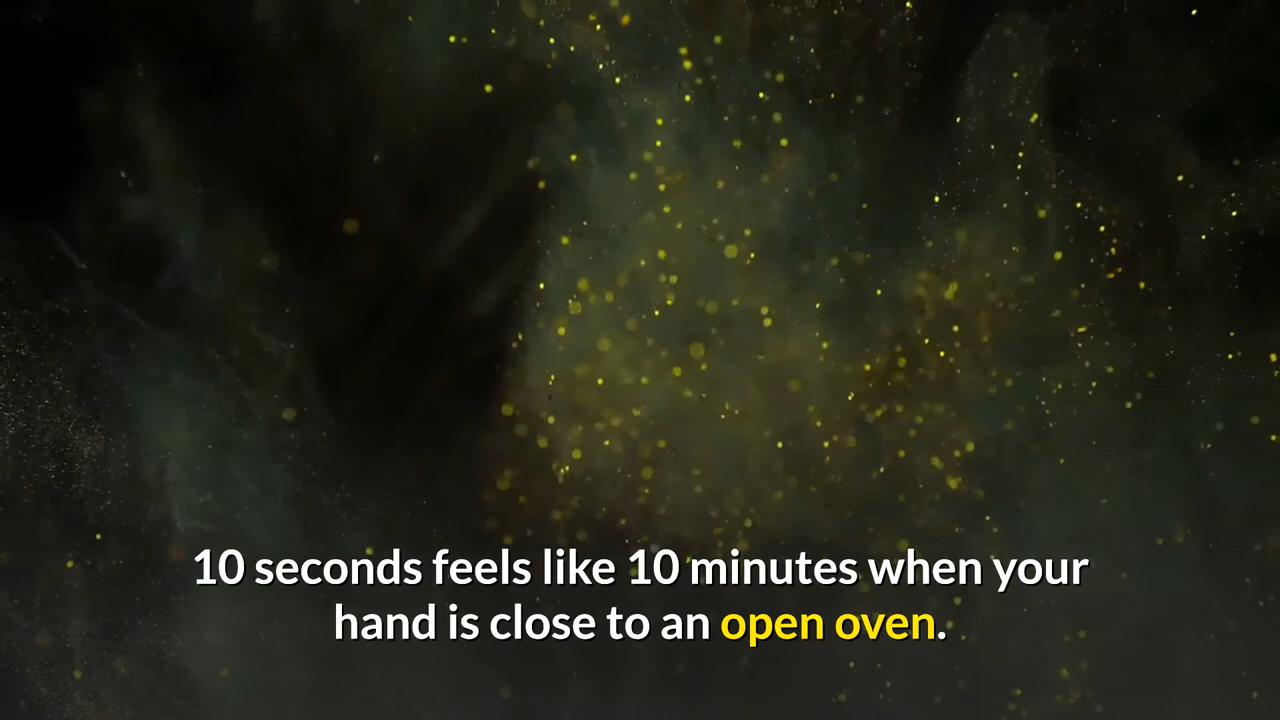 10 seconds feels like 10 minutes when your
hand is close to an open oven.